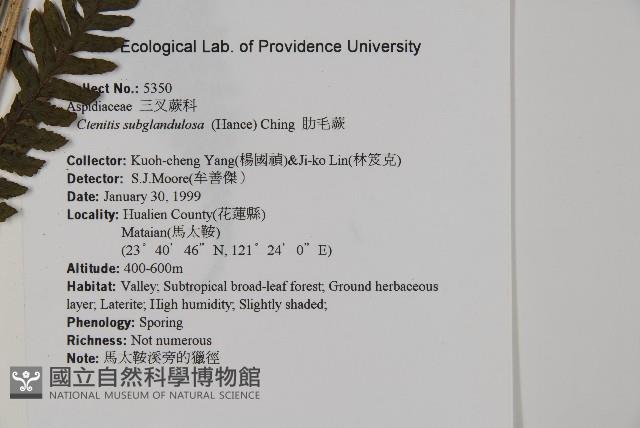 Ecological Lab. of Providence University
Collect No.: 5350
Aspidiaceae 三叉蕨科
Ctenitis subglandulosa (Hance) Ching 肋毛蕨
Collector: Kuoh-cheng Yang(楊國禎)&Ji-ko Lin(林笈克)
Detector: S.J.Moore(牟善傑)
Date: January 30, 1999
Locality: Hualien County(花蓮縣)
Mataian(馬太鞍)
(23° 40' 46" N, 121° 24' 0" E)
Altitude: 400-600m
Habitat: Valley; Subtropical broad-leaf forest; Ground herbaceous
layer; Laterite; High humidity; Slightly shaded;
Phenology: Sporing
Richness: Not numerous
Note: 馬太鞍溪旁的獵徑
國立自然科學博物館
NATIONAL MUSEUM OF NATURAL SCIENCE